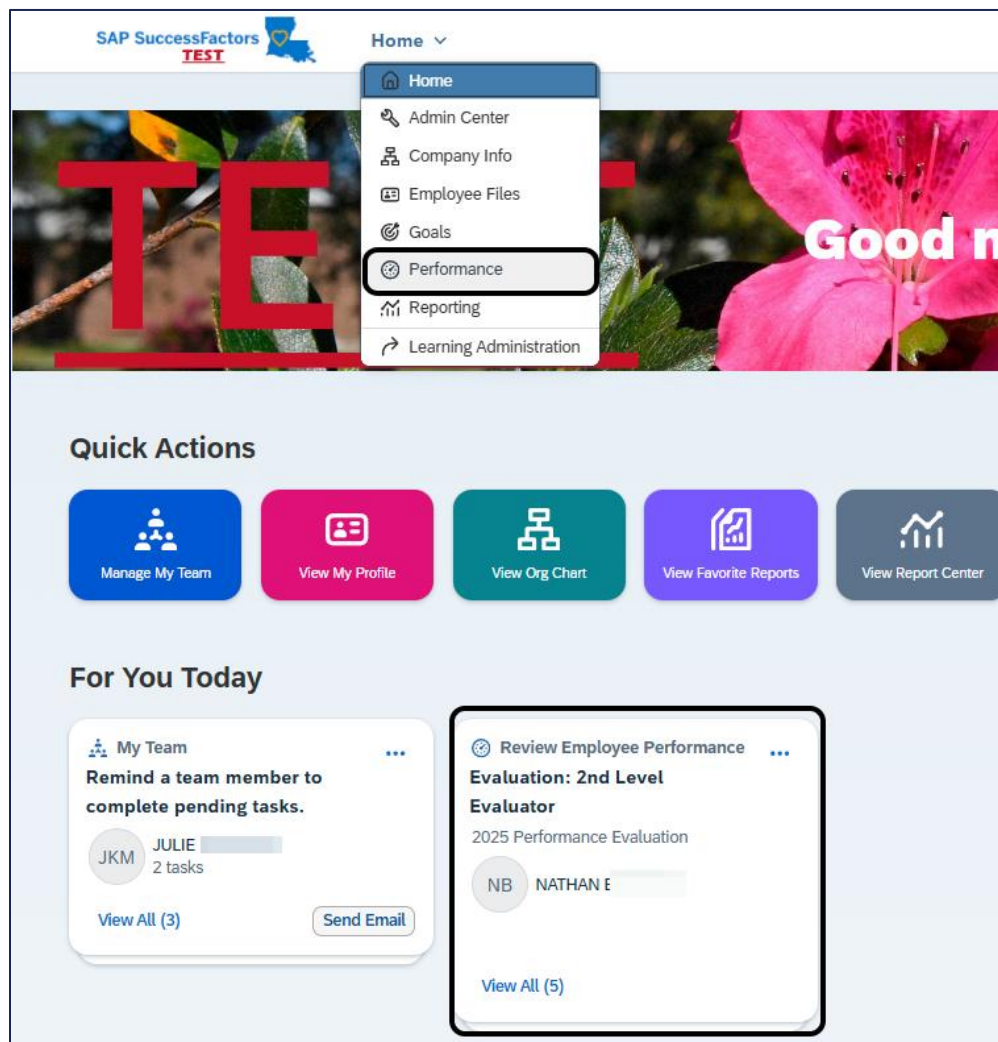 SAP SuccessFactors
TEST
Home
Home
Admin Center
Company Info
Employee Files
Goals
Performance
Reporting
Learning Administration
TE
Good
Quick Actions
Manage My Team
View My Profile
View Org Chart
View Favorite Reports
View Report Center
For You Today
My Team
Remind a team member to
complete pending tasks.
JKM
JULIE
2 tasks
View All (3)
Send Email
Review Employee Performance
Evaluation: 2nd Level
Evaluator
2025 Performance Evaluation
NB
NATHAN
View All (5)